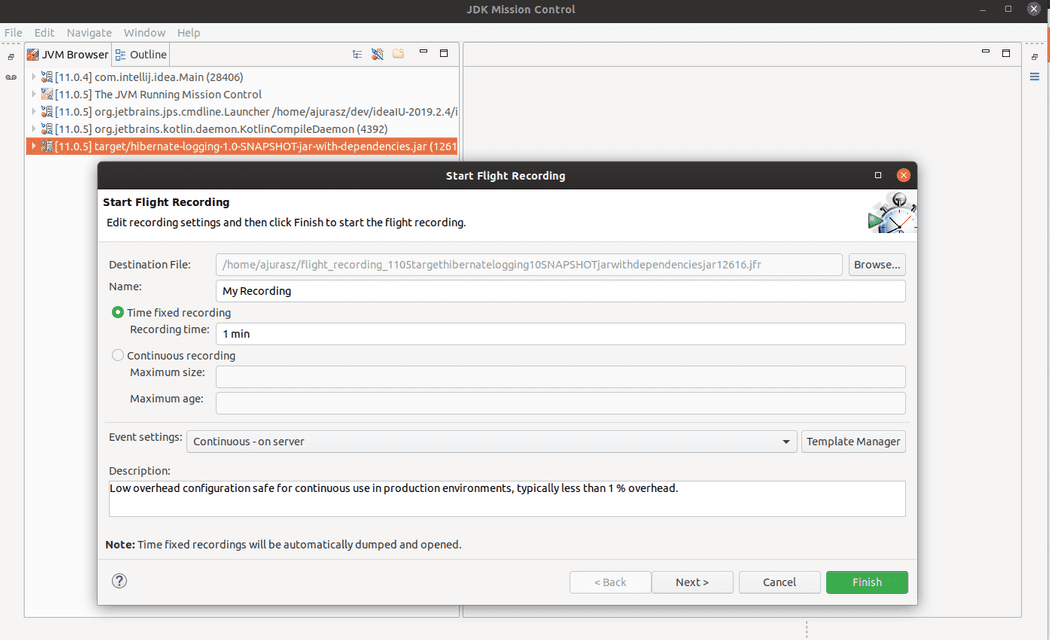 JDK Mission Control
File Edit Navigate Window Help
JVM Browser Outline
[11.0.4] com.intellij.idea.Main (28406)
[11.0.5] The JVM Running Mission Control
[11.0.5] org.jetbrains.jps.cmdline.Launcher /home/ajurasz/dev/ideaIU-2019.2.4/i
[11.0.5] org.jetbrains.kotlin.daemon.KotlinCompileDaemon (4392)
[11.0.5] target/hibernate-logging-1.0-SNAPSHOT-jar-with-dependencies.jar (1261
Start Flight Recording
Start Flight Recording
Edit recording settings and then click Finish to start the flight recording.
Destination File: /home/ajurasz/flight_recording_1105targethibernatelogging10SNAPSHOTjarwithdependenciesjar12616.jfr Browse...
Name: My Recording
Time fixed recording
Recording time: 1 min
Continuous recording
Maximum size:
Maximum age:
Event settings: Continuous - on server Template Manager
Description:
Low overhead configuration safe for continuous use in production environments, typically less than 1 % overhead.
Note: Time fixed recordings will be automatically dumped and opened.
? < Back Next > Cancel Finish